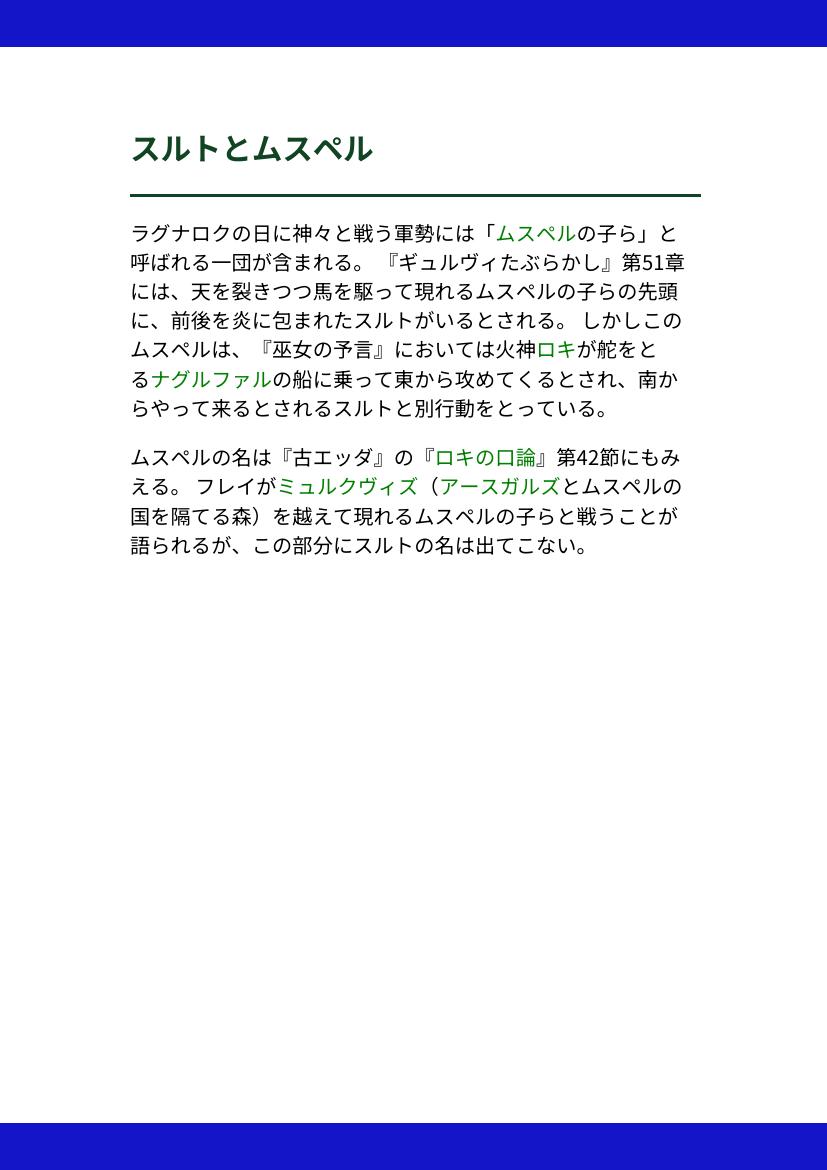 スルトとムスペル
ラグナロクの日に神々と戦う軍勢には「ムスペルの子ら」と
呼ばれる一団が含まれる。 『ギュルヴィたぶらかし』第51章
には、天を裂きつつ馬を駆って現れるムスペルの子らの先頭
に、前後を炎に包まれたスルトがいるとされる。 しかしこの
ムスペルは、『巫女の予言』においては火神ロキが舵をと
るナグルファルの船に乗って東から攻めてくるとされ、南か
らやって来るとされるスルトと別行動をとっている。
ムスペルの名は『古エッダ』の『ロキの口論』第42節にもみ
える。 フレイがミュルクヴィズ（アースガルズとムスペルの
国を隔てる森）を越えて現れるムスペルの子らと戦うことが
語られるが、この部分にスルトの名は出てこない。